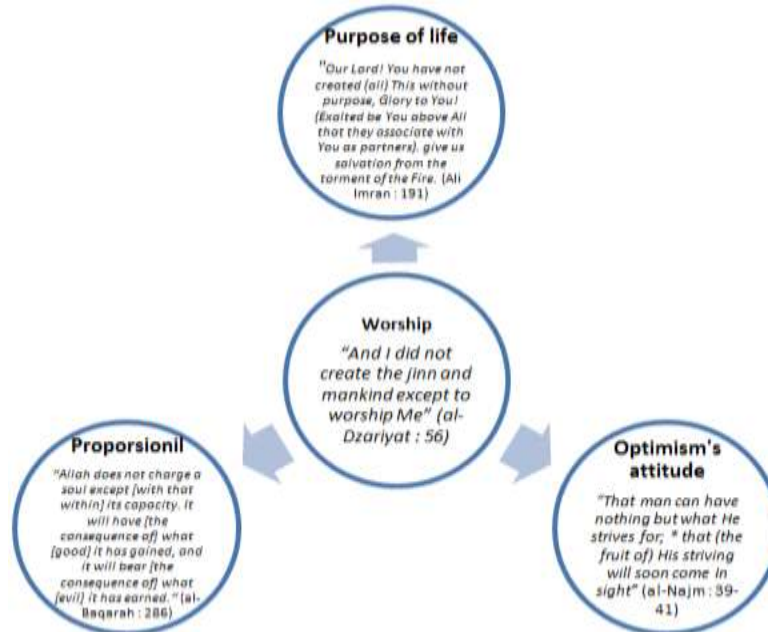 Purpose of life
"Our Lord! You have not
created (all) This without
purpose, Glory to You!
(Exalted be You above All
that they associate with
You as partners). give us
salvation from the
torment of the Fire. (Ali
Imran : 191)
Worship
"And I did not
create the jinn and
mankind except to
worship Me" (al-
Dzariyat : 56)
Proporsionil
"Allah does not charge a
soul except [with that
within] its capacity. it
will have [the
consequence of] what
[good] it has gained, and
it will bear [the
consequence of] what
[evil] it has earned." (al-
Baqarah : 286)
Optimism's
attitude
"That man can have
nothing but what He
strives for; * that (the
fruit of) His striving
will soon come in
sight" (al-Najm : 39-
41)